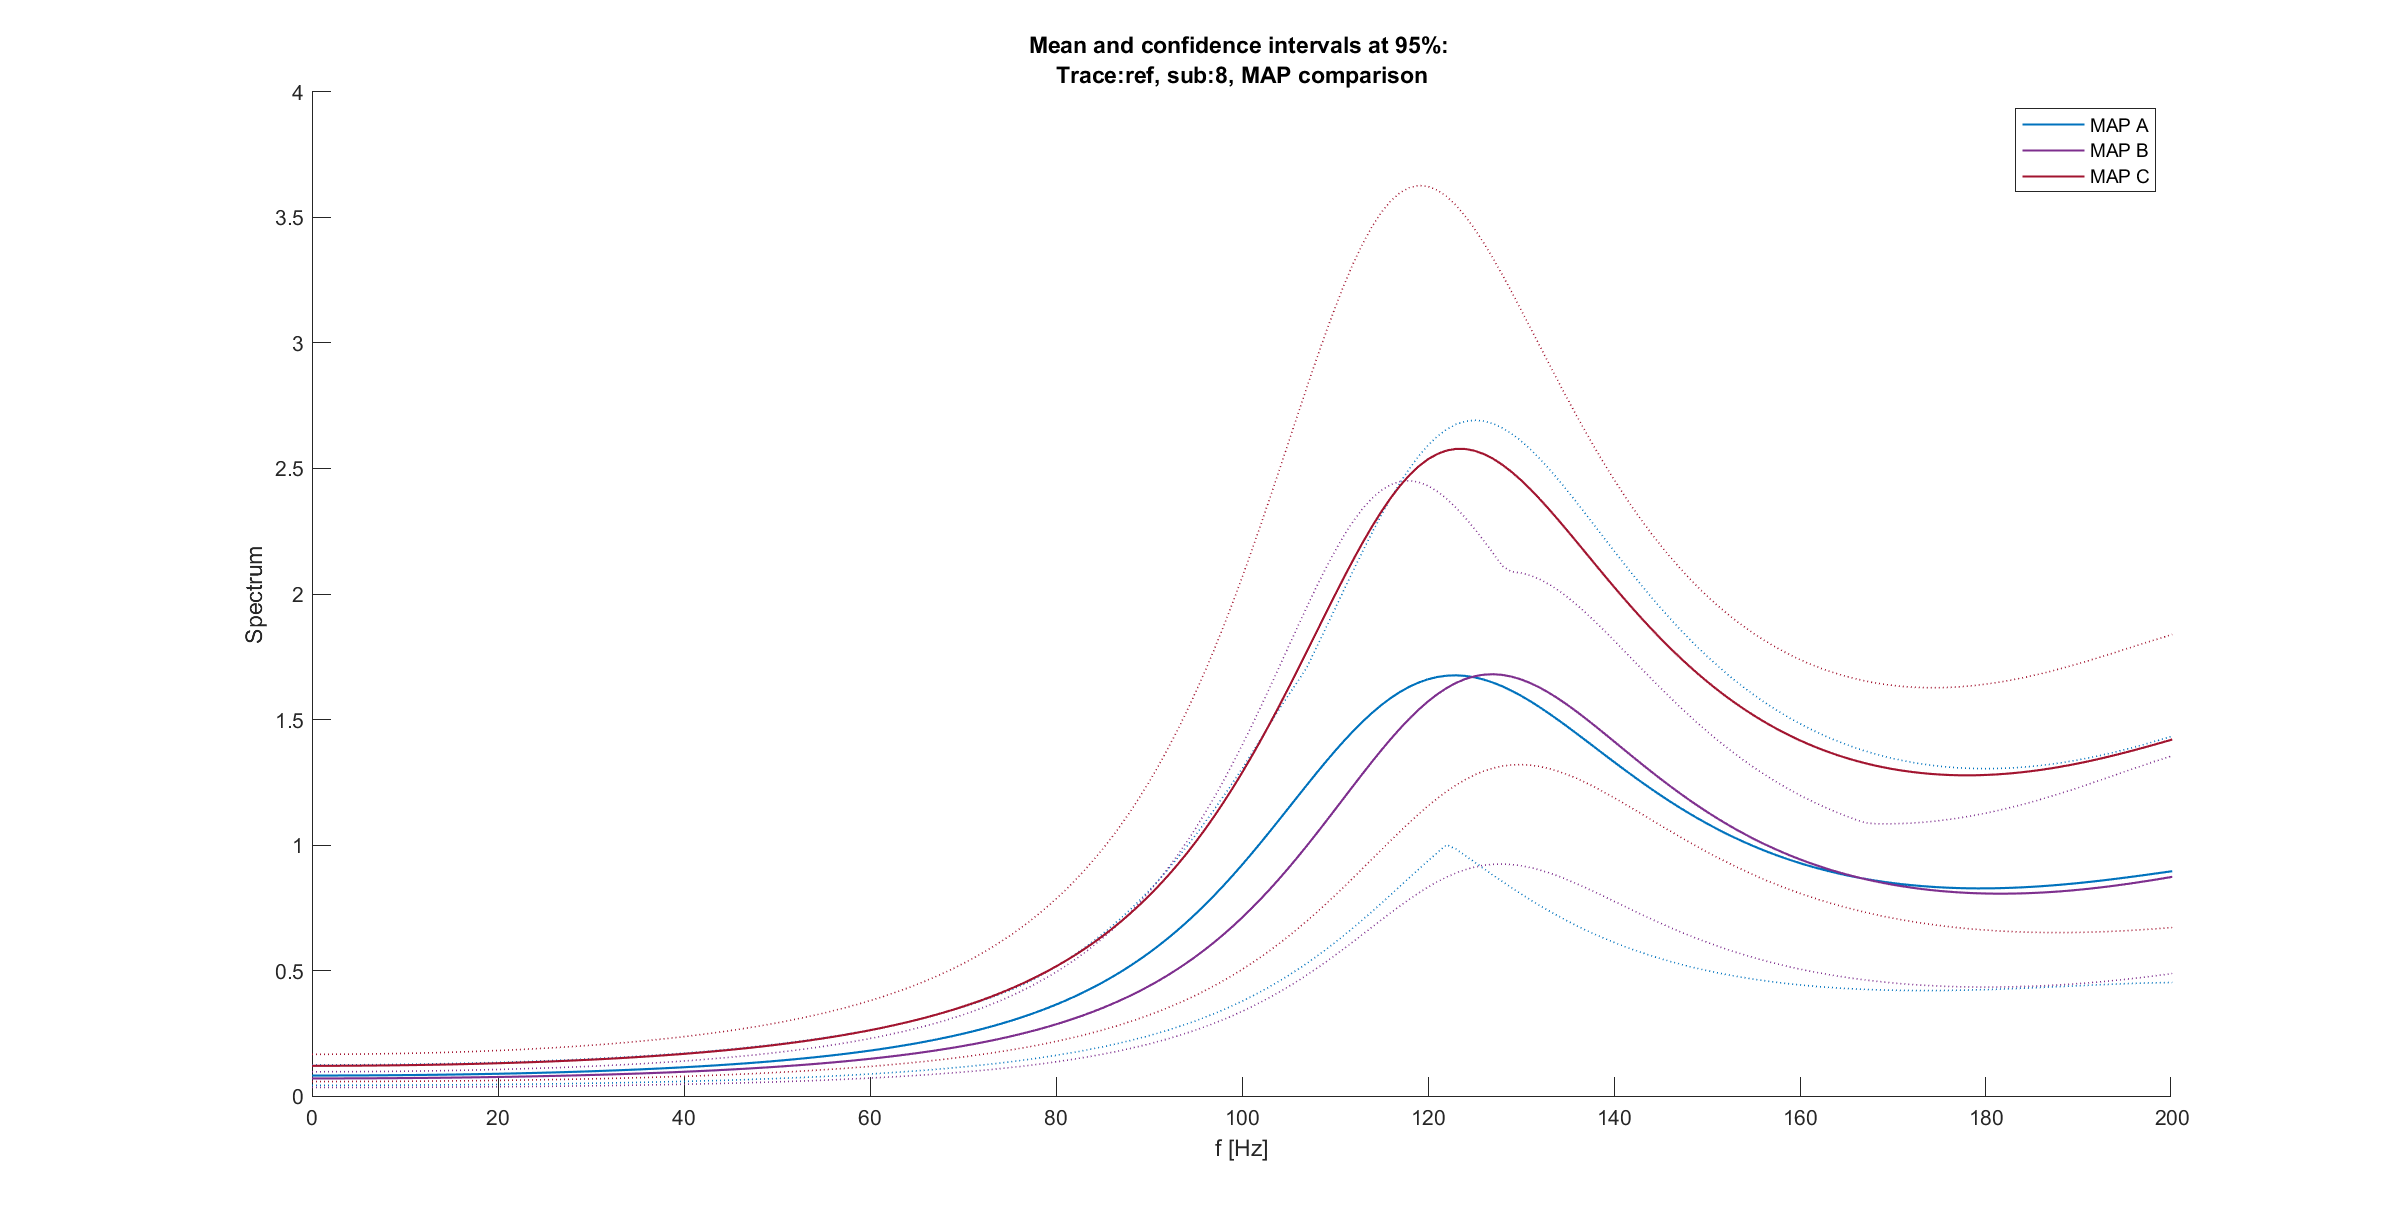 Mean and confidence intervals at 95%:
Trace:ref, sub:8, MAP comparison
MAP A
MAP B
MAP C
4
3.5
3
2.5
2
1.5
1
0.5
0
Spectrum
0 20 40 60 80 100 120 140 160 180 200
f [Hz]